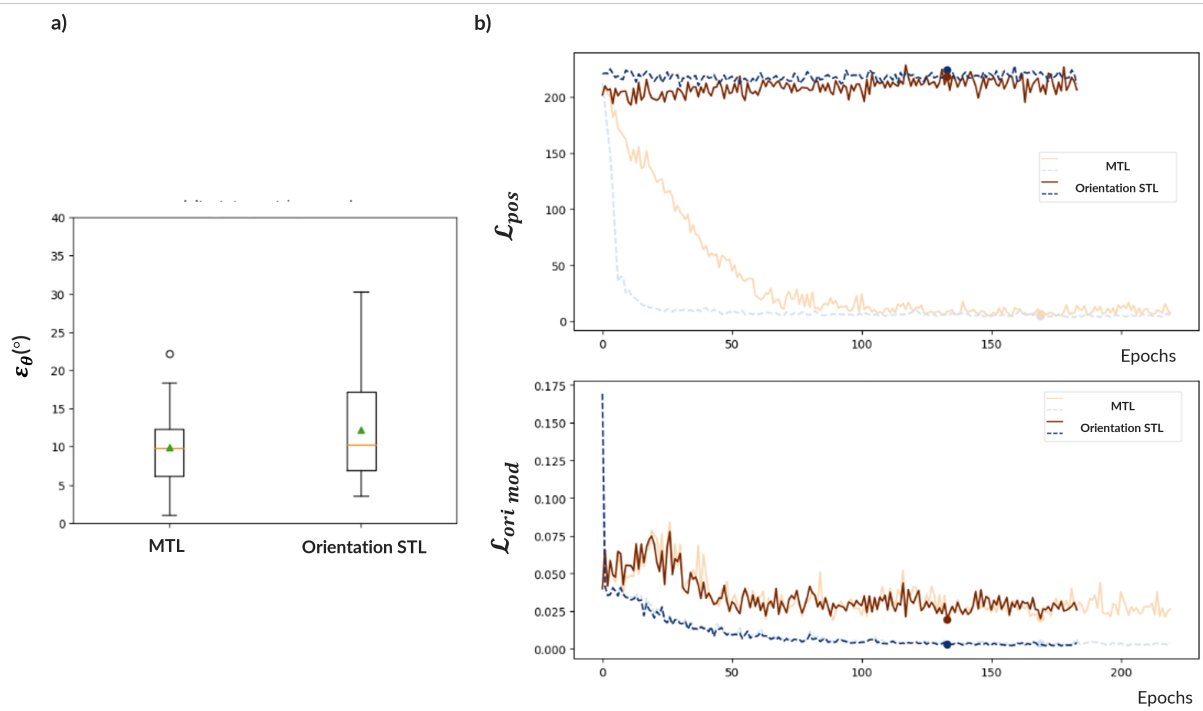 a)
40
35
30
25
20
15
10
5
0
εθ(°)
MTL
Orientation STL
b)
200
150
100
50
0
ℒpos
MTL
Orientation STL
0
50
100
150
Epochs
0.175
0.150
0.125
0.100
0.075
0.050
0.025
0.000
ℒori mod
MTL
Orientation STL
0
50
100
150
200
Epochs